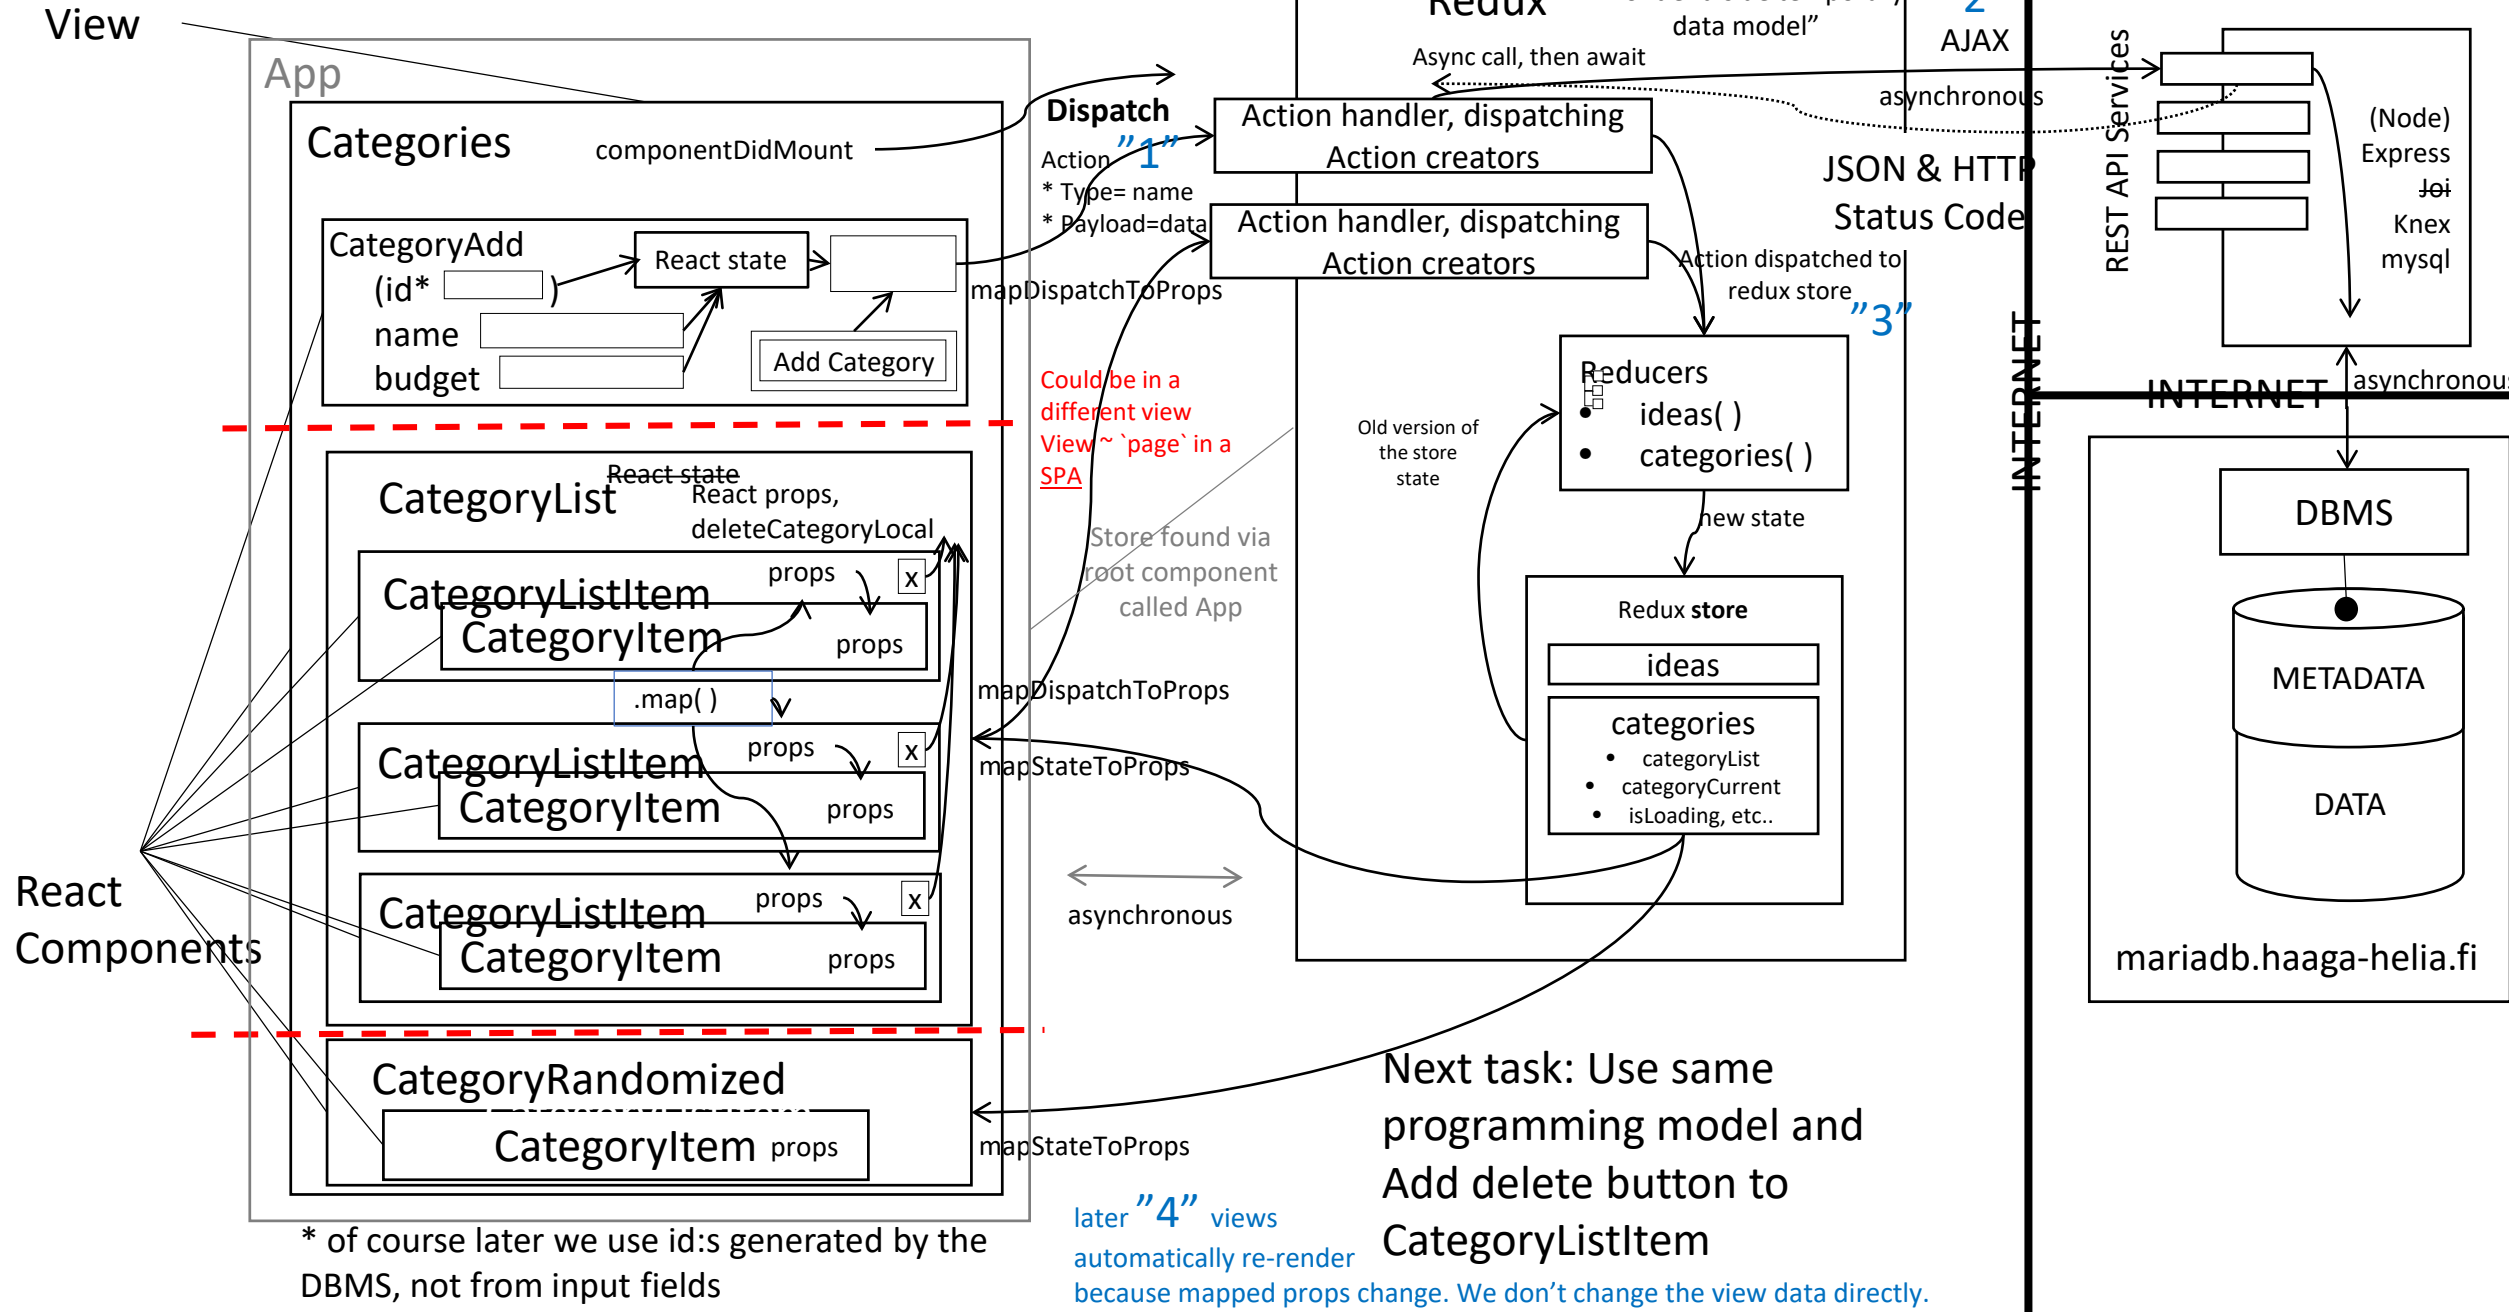 View
App
Categories
componentDidMount
CategoryAdd
(id*
)
name
budget
React state
Add Category
React state
CategoryList
React props,
deleteCategoryLocal
CategoryListItem
props
x
CategoryItem
props
.map( )
CategoryListItem
props
x
CategoryItem
props
CategoryListItem
props
x
CategoryItem
props
React
Components
CategoryRandomized
CategoryItem
props
* of course later we use id:s generated by the
DBMS, not from input fields
Dispatch
"1"
Action
* Type= name
* Payload=data
mapDispatchToProps
Could be in a
different view
View ~ `page` in a
SPA
Store found via
root component
called App
mapDispatchToProps
mapStateToProps
asynchronous
mapStateToProps
later "4" views
automatically re-render
because mapped props change. We don't change the view data directly.
Redux
data model"
Async call, then await
Action handler, dispatching
Action creators
Action handler, dispatching
Action creators
Action dispatched to
redux store
"3"
Reducers
• ideas( )
• categories( )
Old version of
the store
state
new state
Redux store
ideas
categories
• categoryList
• categoryCurrent
• isLoading, etc..
Next task: Use same
programming model and
Add delete button to
CategoryListItem
2
AJAX
asynchronous
JSON & HTTP
Status Code
INTERNET
REST API Services
(Node)
Express
Joi
Knex
mysql
INTERNET
asynchronous
DBMS
METADATA
DATA
mariadb.haaga-helia.fi